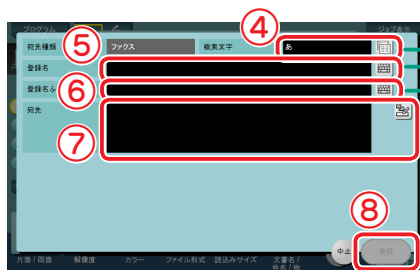 プログラム ジョブ表示
④
⑤
宛先種類 ファクス 検索文字 あ
登録名
⑥
登録名ふ
宛先
⑦
⑧
中止 登録
片面 / 両面 解像度 カラー ファイル形式 読込みサイズ 文書名 /
件名 / 他